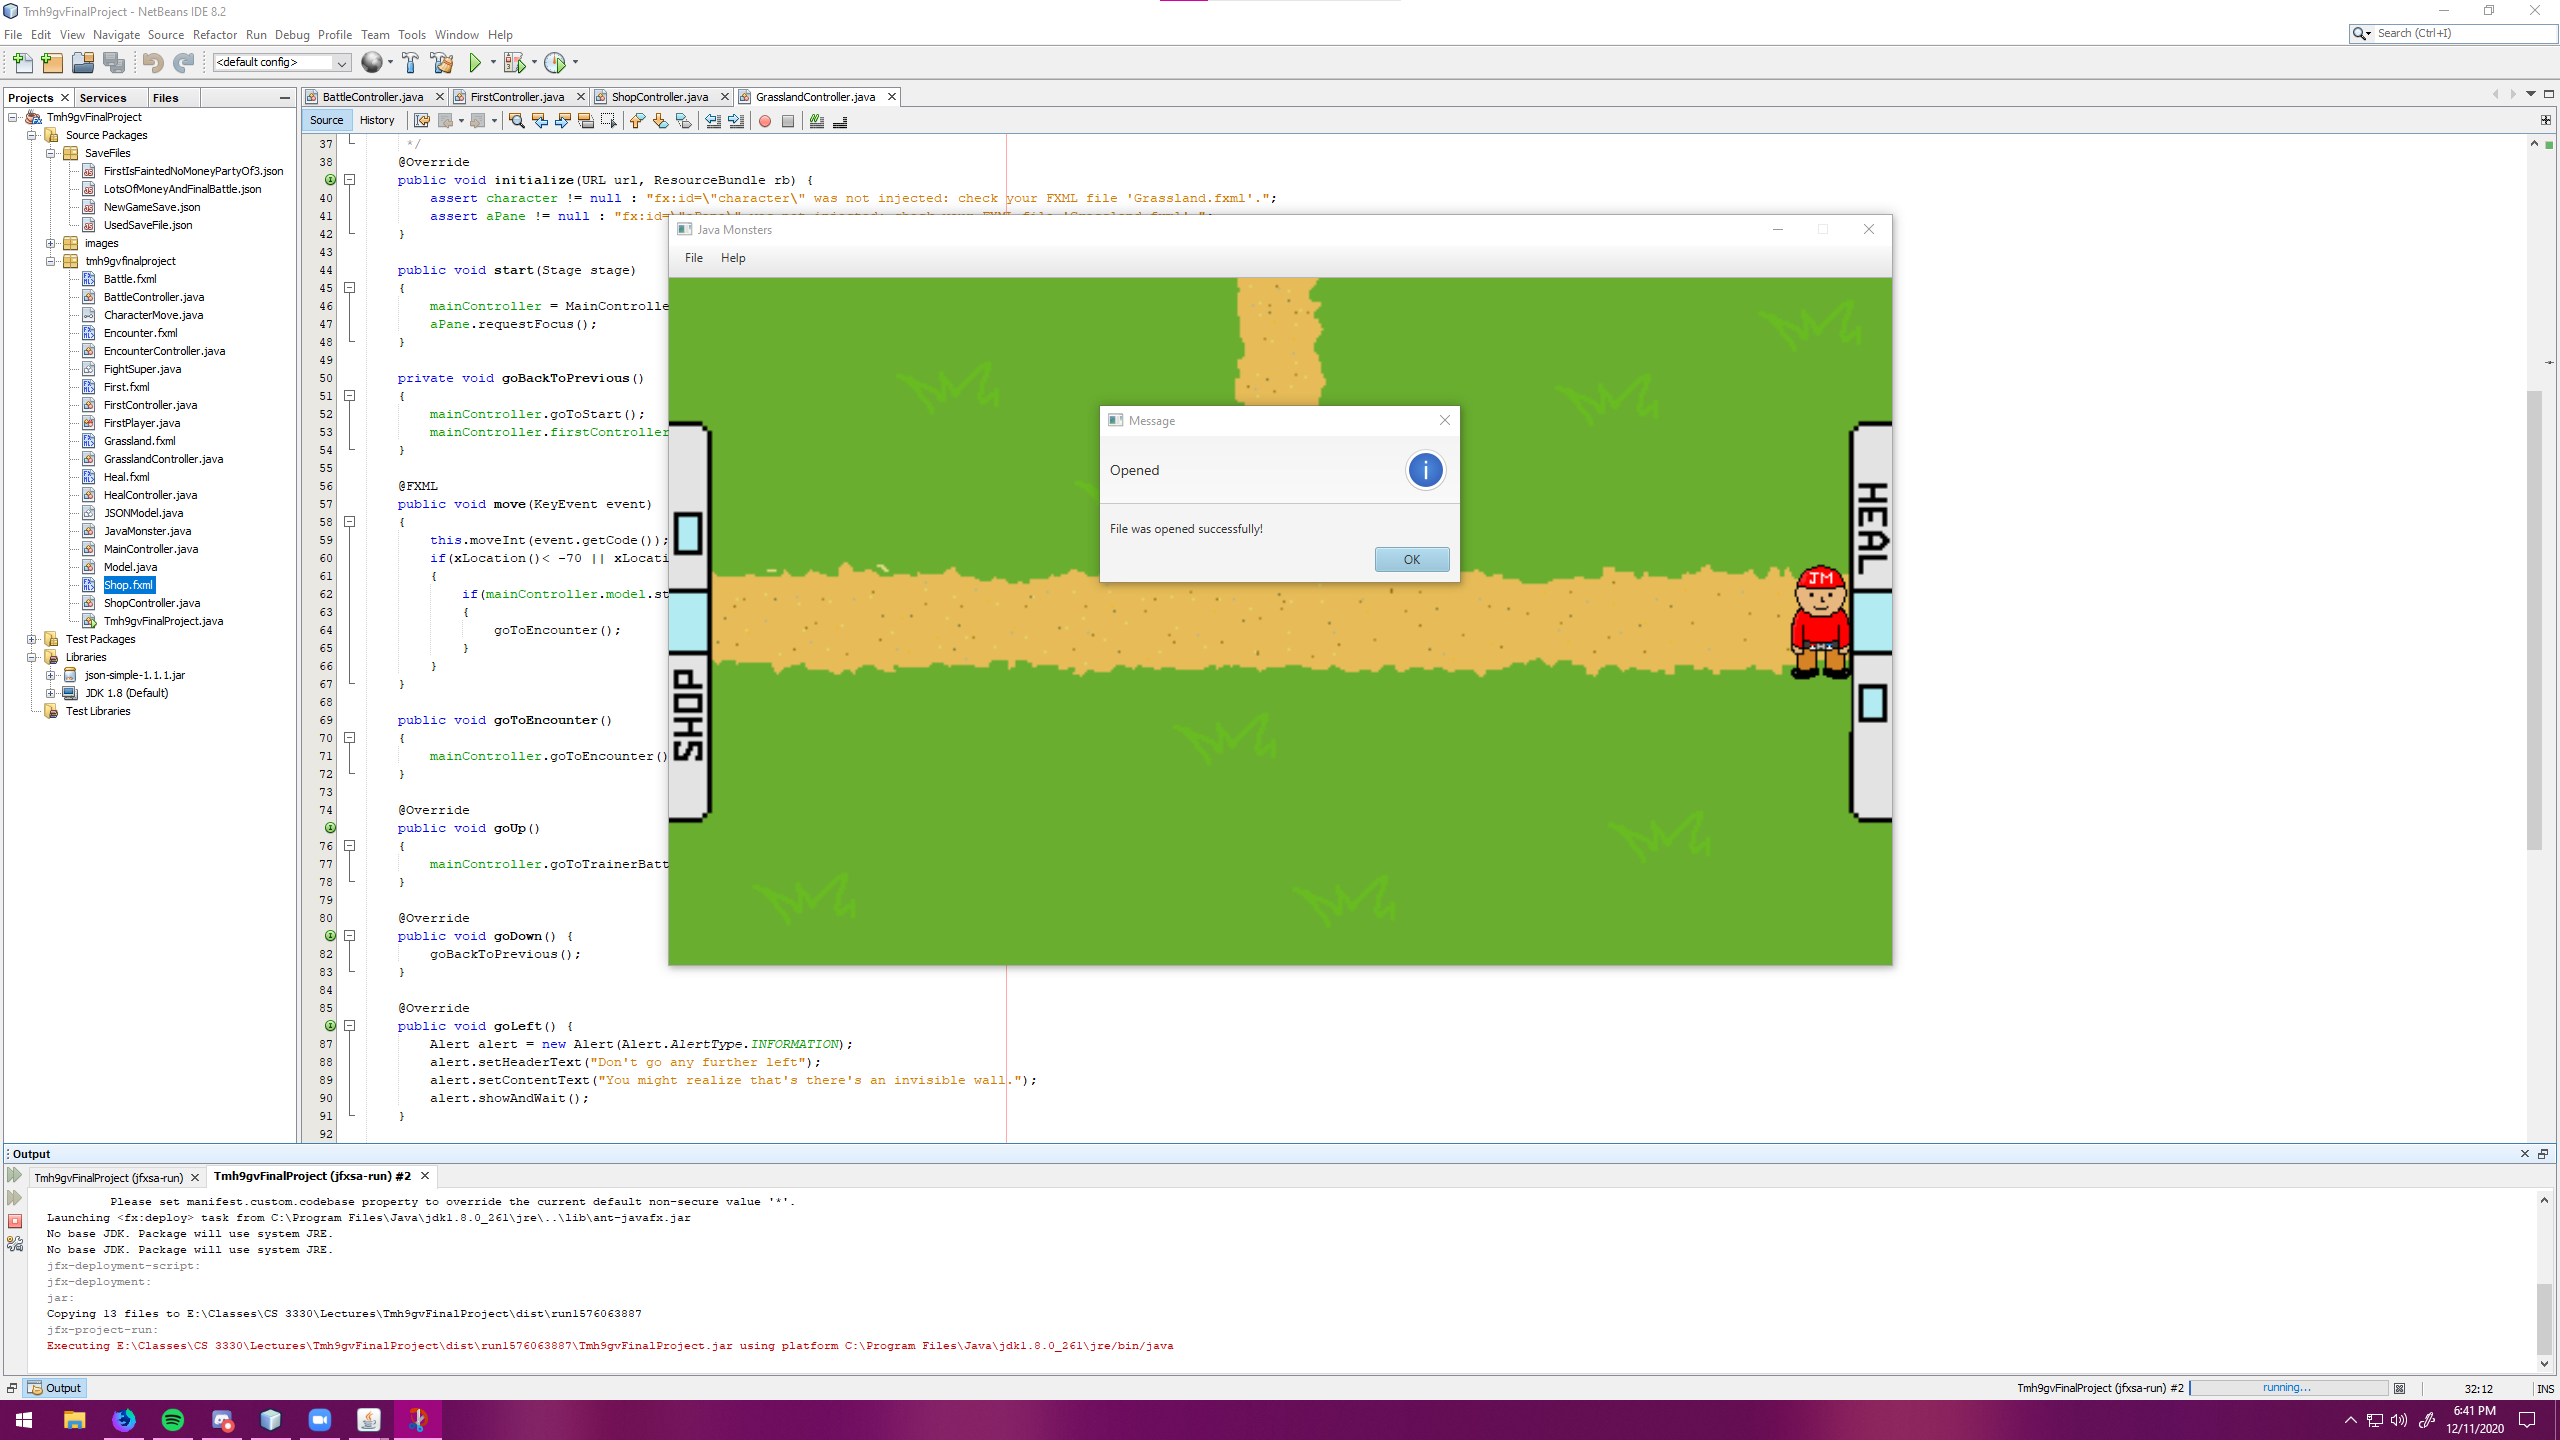 Tmh9gvFinalProject - NetBeans IDE 8.2
File Edit View Navigate Source Refactor Run Debug Profile Team Tools Window Help
Search (Ctrl+I)
<default config>
Projects Services Files
BattleController.java FirstController.java ShopController.java GrasslandController.java
Source History
Tmh9gvFinalProject
Source Packages
SaveFiles
FirstIsFaintedNoMoneyPartyOf3.json
LotsOfMoneyAndFinalBattle.json
NewGameSave.json
UsedSaveFile.json
images
tmh9gvfinalproject
Battle.fxml
BattleController.java
CharacterMove.java
Encounter.fxml
EncounterController.java
FightSuper.java
First.fxml
FirstController.java
FirstPlayer.java
Grassland.fxml
GrasslandController.java
Heal.fxml
HealController.java
JSONModel.java
JavaMonster.java
MainController.java
Model.java
Shop.fxml
ShopController.java
Tmh9gvFinalProject.java
Test Packages
Libraries
json-simple-1.1.1.jar
JDK 1.8 (Default)
Test Libraries
37 */
38 @Override
public void initialize(URL url, ResourceBundle rb) {
40 assert character != null : "fx:id=\"character\" was not injected: check your FXML file 'Grassland.fxml'.";
41 assert aPane != null : "fx:id=\"aPane\" was not injected: check your FXML file 'Grassland.fxml'.";
42 }
43
44 public void start(Stage stage)
45 {
46 mainController = MainControlle
47 aPane.requestFocus();
48 }
49
50 private void goBackToPrevious()
51 {
52 mainController.goToStart();
53 mainController.firstController
54 }
55
56 @FXML
57 public void move(KeyEvent event)
58 {
59 this.moveInt(event.getCode());
60 if(xLocation()< -70 || xLocati
61 {
62 if(mainController.model.st
63 {
64 goToEncounter();
65 }
66 }
67 }
68
69 public void goToEncounter()
70 {
71 mainController.goToEncounter()
72 }
73
74 @Override
public void goUp()
76 {
77 mainController.goToTrainerBatt
78 }
79
80 @Override
public void goDown() {
82 goBackToPrevious();
83 }
84
85 @Override
public void goLeft() {
87 Alert alert = new Alert(Alert.AlertType.INFORMATION);
88 alert.setHeaderText("Don't go any further left");
89 alert.setContentText("You might realize that's there's an invisible wall.");
90 alert.showAndWait();
91 }
92
Java Monsters
File Help
Message
Opened
File was opened successfully!
OK
SHOP
HEAL
JM
Output
Tmh9gvFinalProject (jfxsa-run) Tmh9gvFinalProject (jfxsa-run) #2
Please set manifest.custom.codebase property to override the current default non-secure value '*'.
Launching <fx:deploy> task from C:\Program Files\Java\jdk1.8.0_261\jre\..\lib\ant-javafx.jar
No base JDK. Package will use system JRE.
No base JDK. Package will use system JRE.
jfx-deployment-script:
jfx-deployment:
jar:
Copying 13 files to E:\Classes\CS 3330\Lectures\Tmh9gvFinalProject\dist\run1576063887
jfx-project-run:
Executing E:\Classes\CS 3330\Lectures\Tmh9gvFinalProject\dist\run1576063887\Tmh9gvFinalProject.jar using platform C:\Program Files\Java\jdk1.8.0_261\jre/bin/java
Output
Tmh9gvFinalProject (jfxsa-run) #2 running... 32:12 INS
6:41 PM
12/11/2020